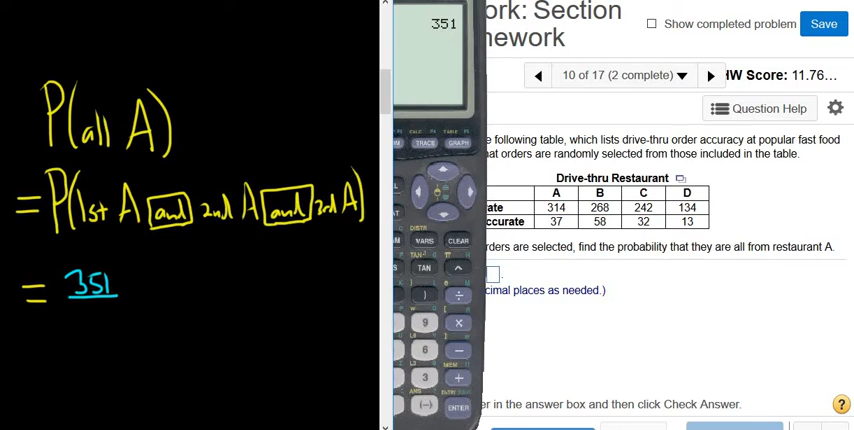 351
ork: Section
mework
Show completed problem
Save
10 of 17 (2 complete)
HW Score: 11.76...
Question Help
P(all A)
= P(1st A and 2nd A and 3rd A)
= 351
e following table, which lists drive-thru order accuracy at popular fast food
hat orders are randomly selected from those included in the table.
Drive-thru Restaurant
A B C D
rate 314 268 242 134
ccurate 37 58 32 13
orders are selected, find the probability that they are all from restaurant A.
cimal places as needed.)
er in the answer box and then click Check Answer.
?
TRACE GRAPH
VARS CLEAR
TAN ^
) ÷
9 ×
6 −
3 +
(−) ENTER